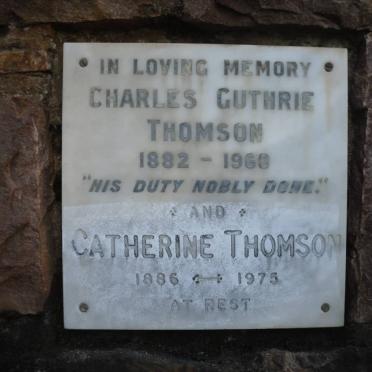 IN LOVING MEMORY
CHARLES GUTHRIE
THOMSON
1882 - 1968
"HIS DUTY NOBLY DONE."
AND
CATHERINE THOMSON
1886 ↔ 1975
AT REST